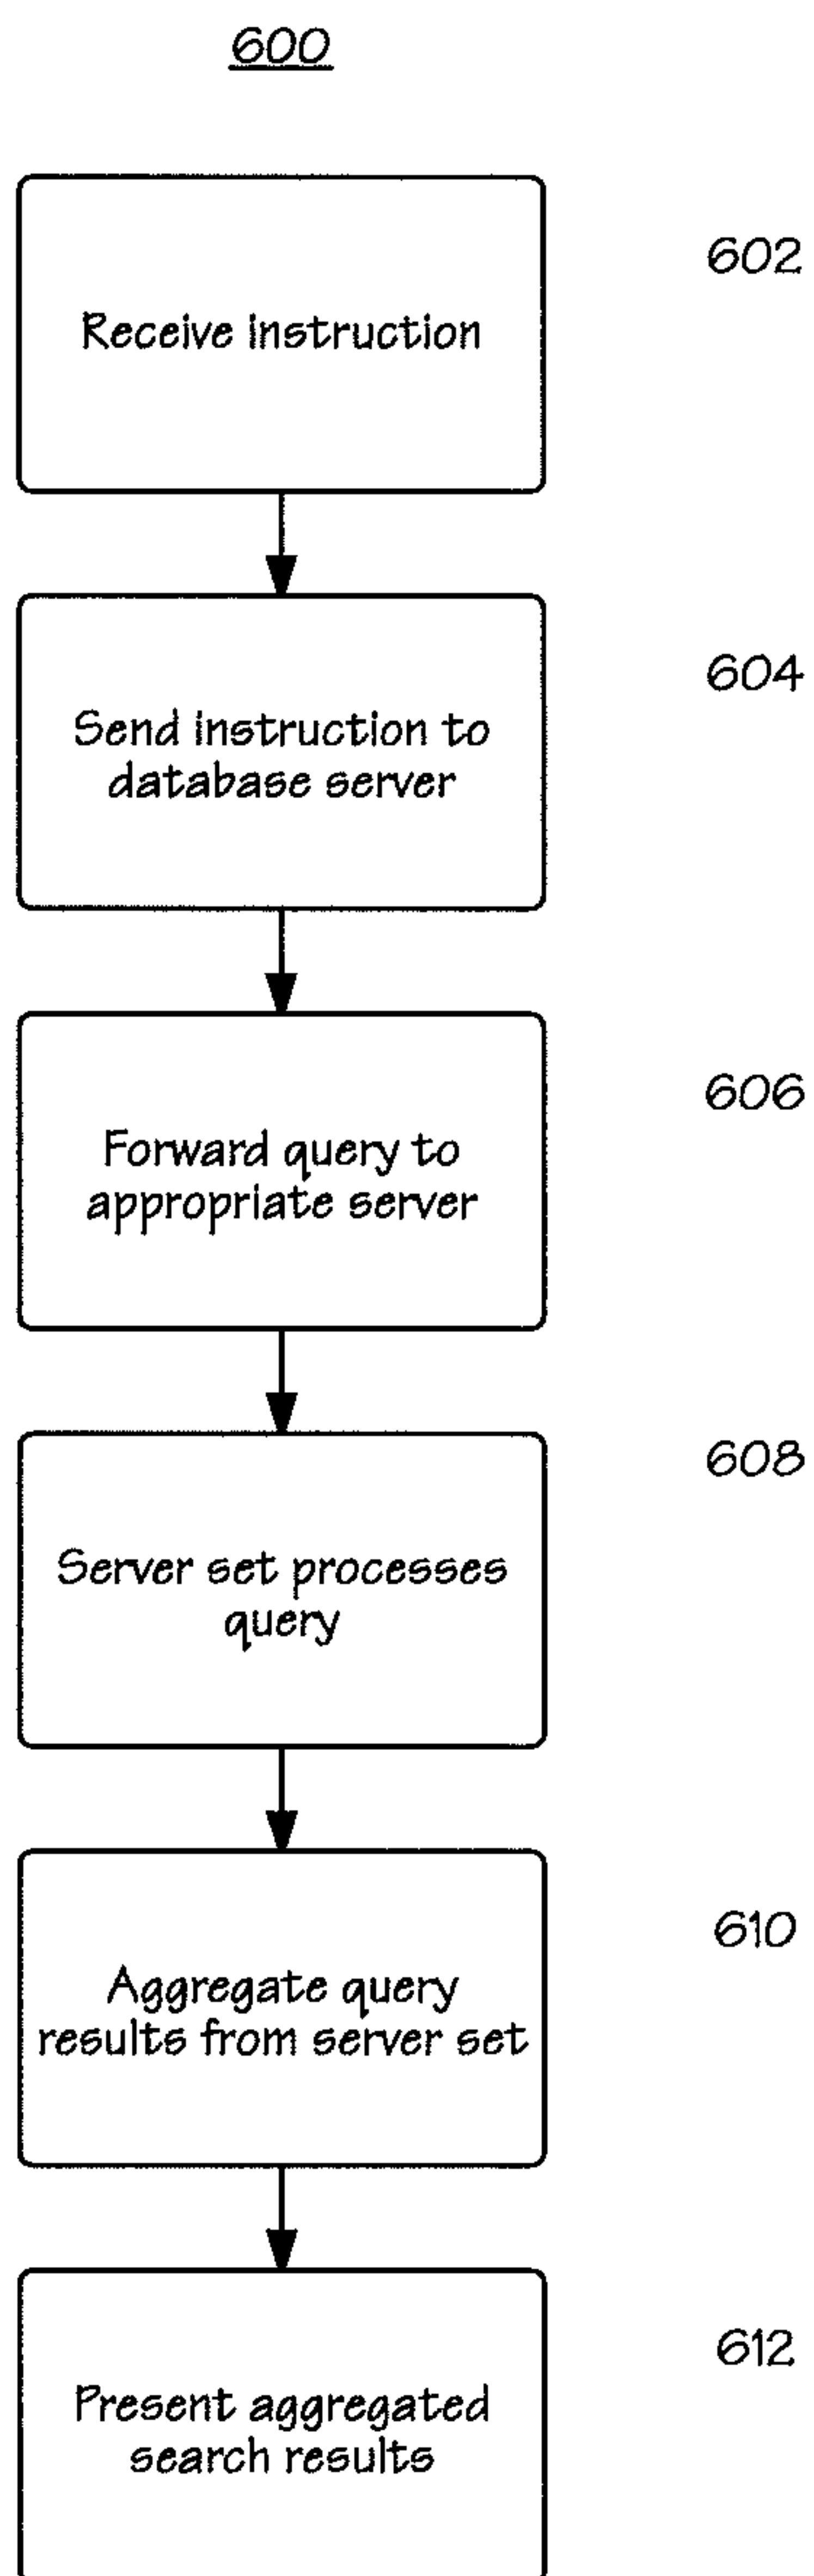 600
Receive instruction
602
Send instruction to
database server
604
Forward query to
appropriate server
606
Server set processes
query
608
Aggregate query
results from server set
610
Present aggregated
search results
612